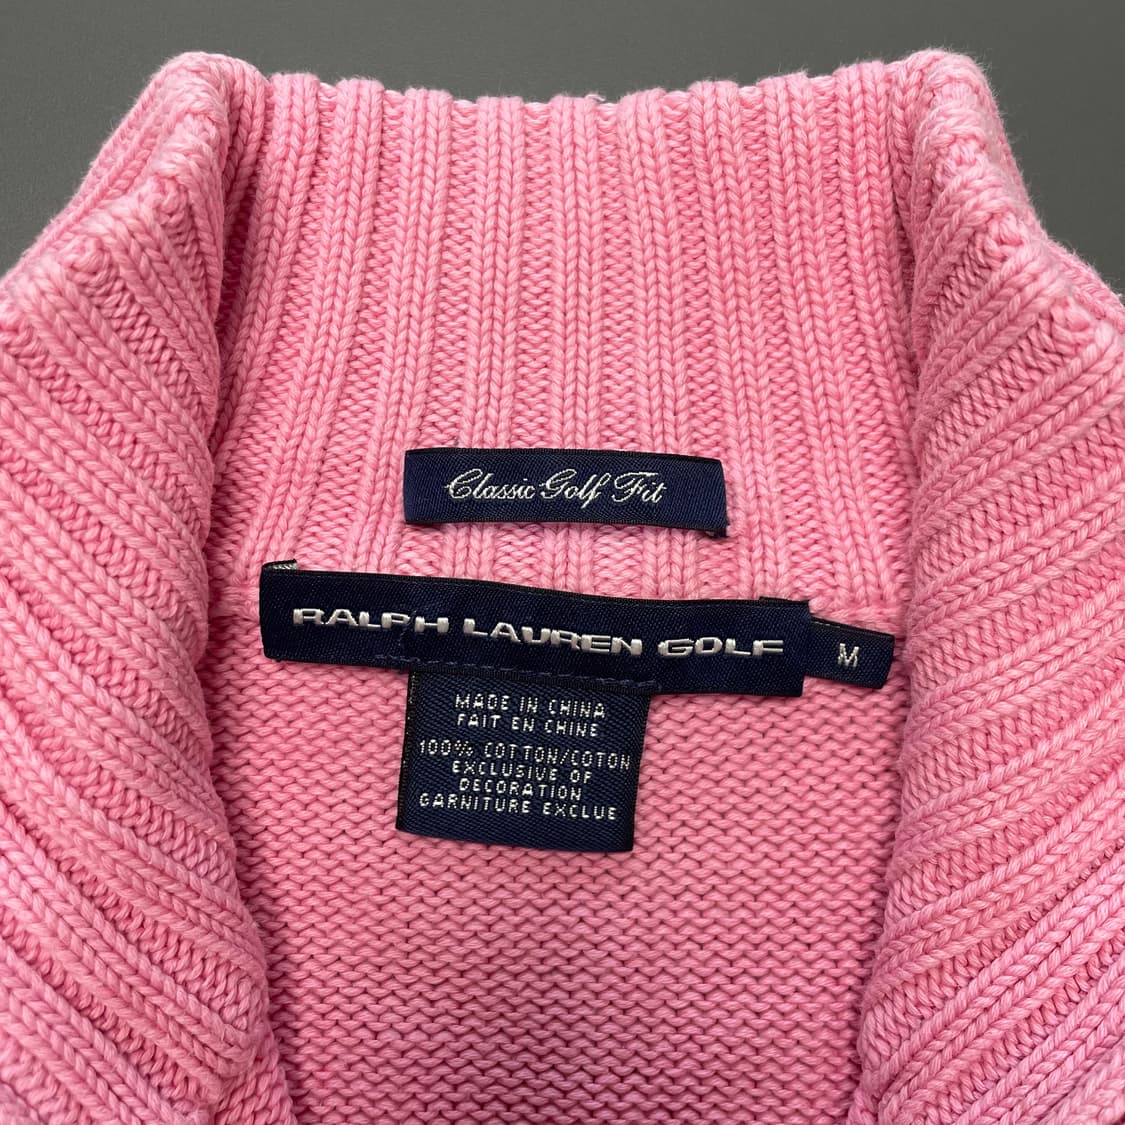 Classic Golf Fit
RALPH LAUREN GOLF
M
MADE IN CHINA
FAIT EN CHINE
100% COTTON/COTON
EXCLUSIVE OF
DECORATION
GARNITURE EXCLUE